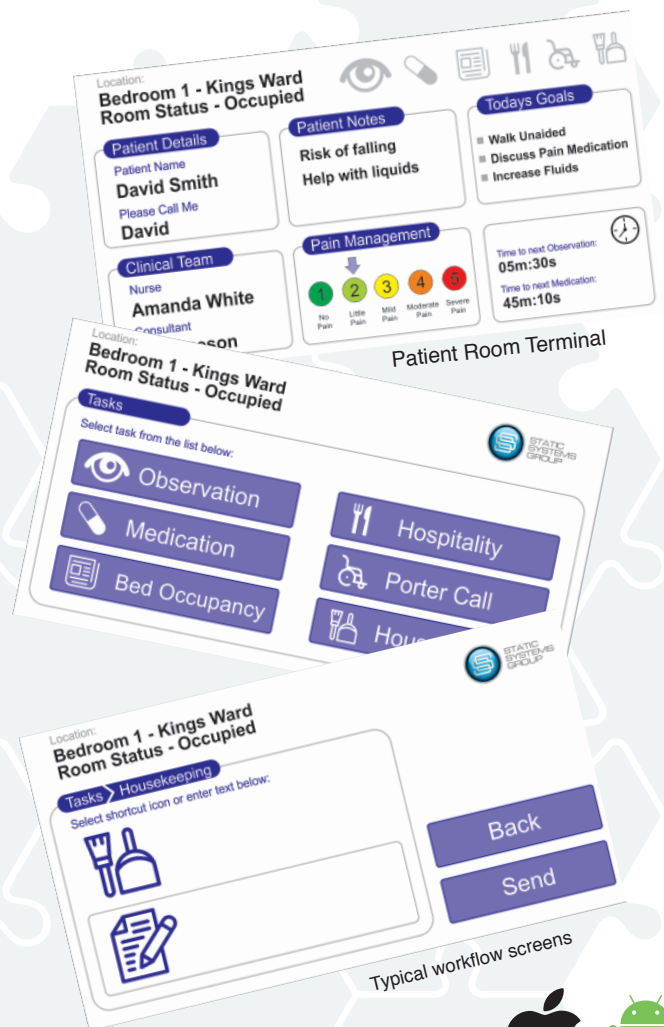 Location:
Bedroom 1 - Kings Ward
Room Status - Occupied
Patient Details
Patient Name
David Smith
Please Call Me
David
Patient Notes
Risk of falling
Help with liquids
Todays Goals
Walk Unaided
Discuss Pain Medication
Increase Fluids
Clinical Team
Nurse
Amanda White
Consultant
Pain Management
1 2 3 4 5
No Pain
Little Pain
Mild Pain
Moderate Pain
Severe Pain
Time to next Observation:
05m:30s
Time to next Medication:
45m:10s
Patient Room Terminal
Location:
Bedroom 1 - Kings Ward
Room Status - Occupied
STATIC
SYSTEMS
GROUP
Tasks
Select task from the list below:
Observation
Medication
Bed Occupancy
Hospitality
Porter Call
STATIC
SYSTEMS
GROUP
Location:
Bedroom 1 - Kings Ward
Room Status - Occupied
Tasks Housekeeping
Select shortcut icon or enter text below:
Back
Send
Typical workflow screens